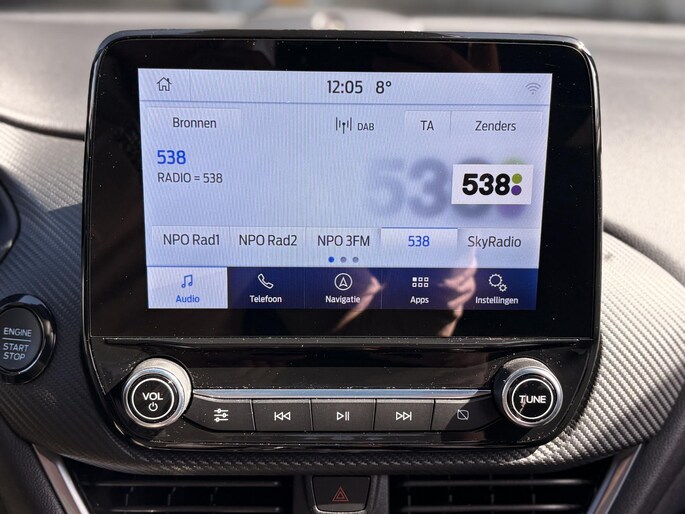 12:05 8°
Bronnen DAB TA Zenders
538
RADIO = 538
538
538
NPO Rad1 NPO Rad2 NPO 3FM 538 SkyRadio
Audio Telefoon Navigatie Apps Instellingen
ENGINE
START
STOP
VOL
TUNE